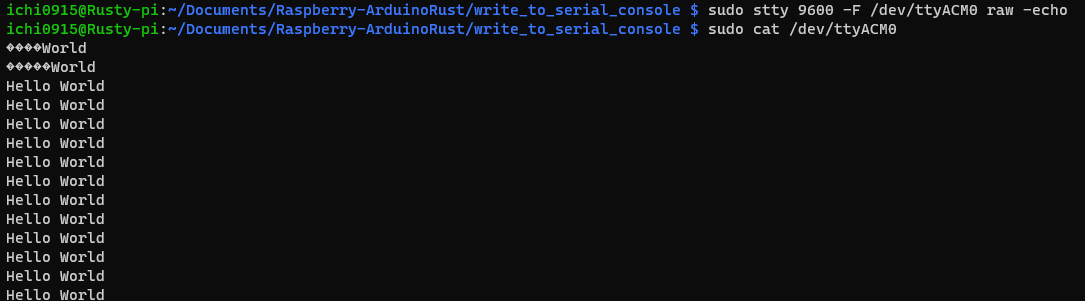 ichi0915@Rusty-pi:~/Documents/Raspberry-ArduinoRust/write_to_serial_console $ sudo stty 9600 -F /dev/ttyACM0 raw -echo
ichi0915@Rusty-pi:~/Documents/Raspberry-ArduinoRust/write_to_serial_console $ sudo cat /dev/ttyACM0
����World
�����World
Hello World
Hello World
Hello World
Hello World
Hello World
Hello World
Hello World
Hello World
Hello World
Hello World
Hello World
Hello World